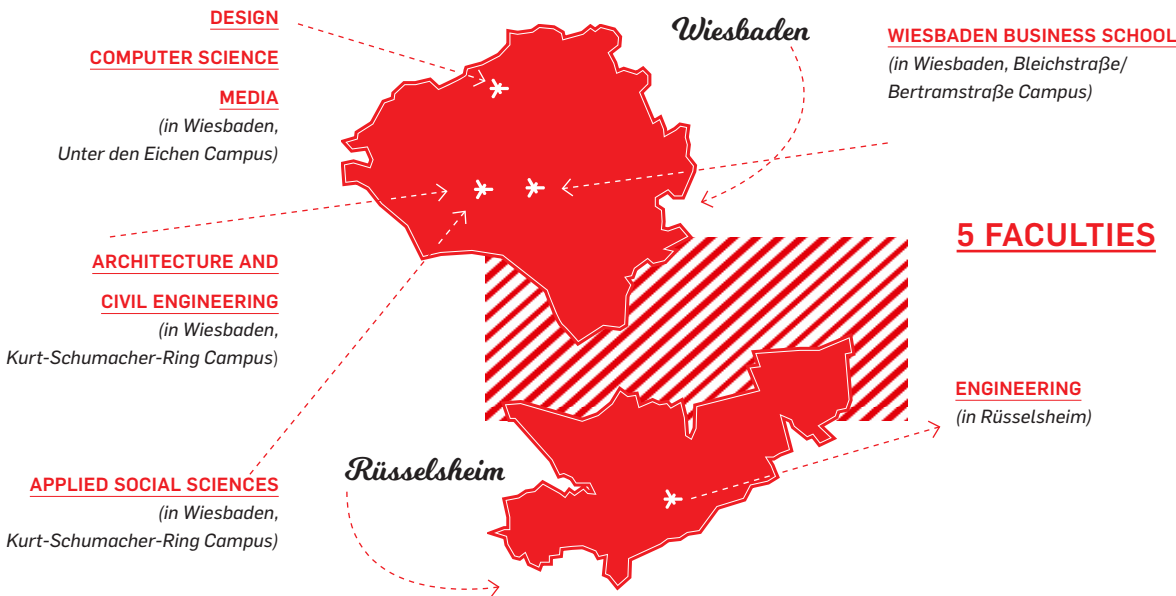 DESIGN
COMPUTER SCIENCE
MEDIA
(in Wiesbaden,
Unter den Eichen Campus)
ARCHITECTURE AND
CIVIL ENGINEERING
(in Wiesbaden,
Kurt-Schumacher-Ring Campus)
APPLIED SOCIAL SCIENCES
(in Wiesbaden,
Kurt-Schumacher-Ring Campus)
Wiesbaden
Rüsselsheim
WIESBADEN BUSINESS SCHOOL
(in Wiesbaden, Bleichstraße/
Bertramstraße Campus)
5 FACULTIES
ENGINEERING
(in Rüsselsheim)